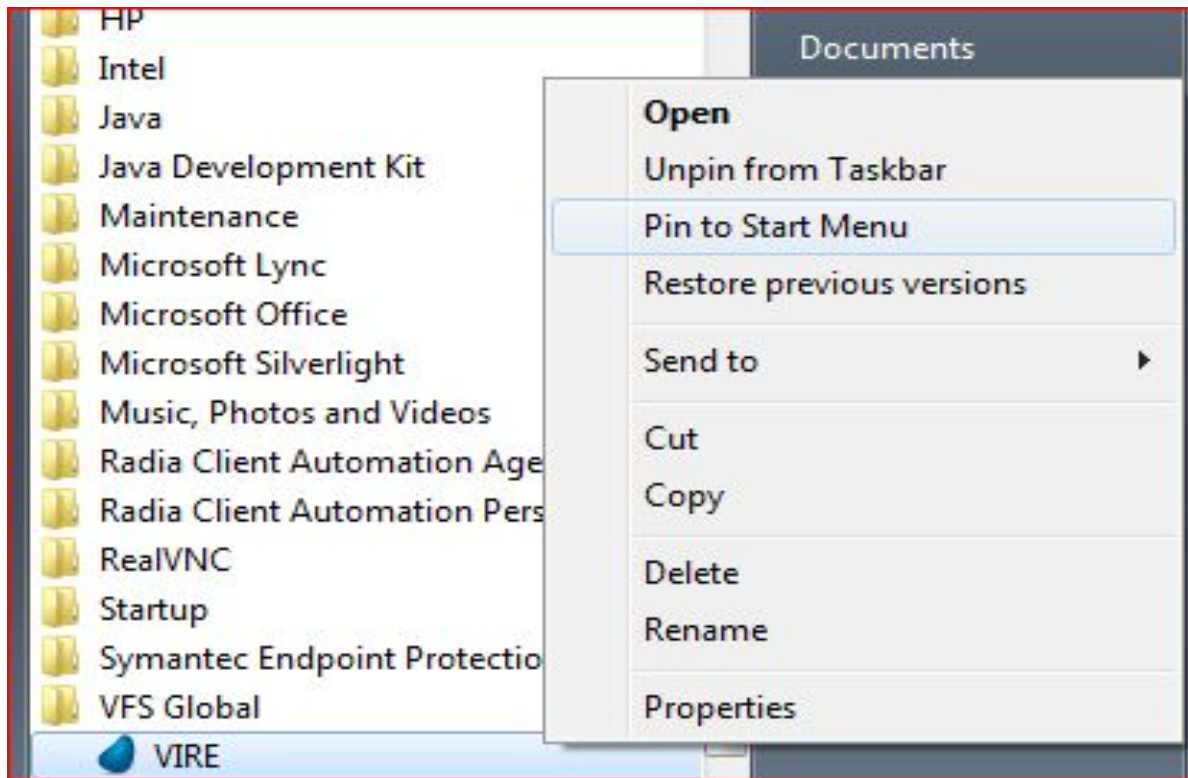 HP
Intel
Java
Java Development Kit
Maintenance
Microsoft Lync
Microsoft Office
Microsoft Silverlight
Music, Photos and Videos
Radia Client Automation Age
Radia Client Automation Pers
RealVNC
Startup
Symantec Endpoint Protectio
VFS Global
VIRE
Documents
Open
Unpin from Taskbar
Pin to Start Menu
Restore previous versions
Send to
Cut
Copy
Delete
Rename
Properties